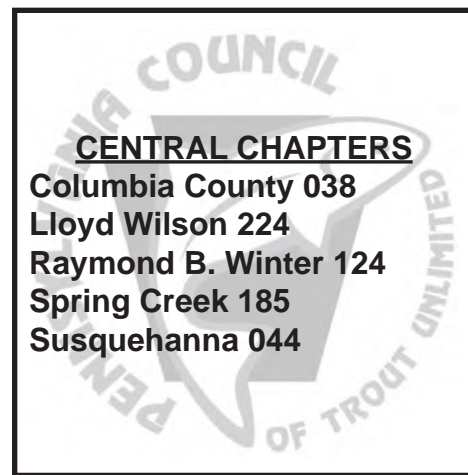 CENTRAL CHAPTERS
Columbia County 038
Lloyd Wilson 224
Raymond B. Winter 124
Spring Creek 185
Susquehanna 044
PENNSYLVANIA COUNCIL
OF TROUT UNLIMITED